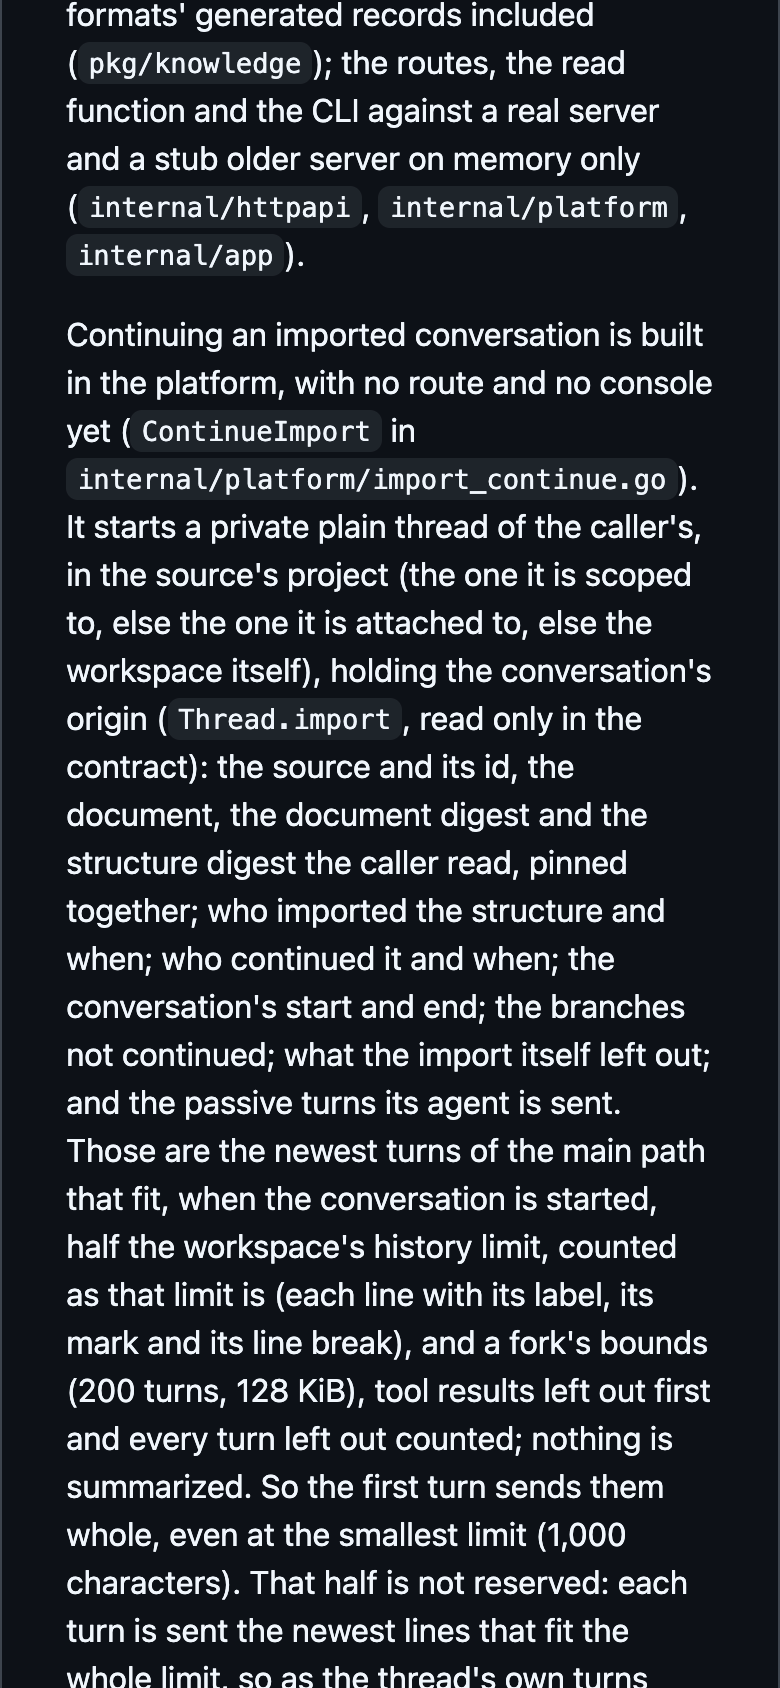 formats' generated records included
(pkg/knowledge); the routes, the read
function and the CLI against a real server
and a stub older server on memory only
(internal/httpapi, internal/platform,
internal/app).
Continuing an imported conversation is built
in the platform, with no route and no console
yet (ContinueImport in
internal/platform/import_continue.go).
It starts a private plain thread of the caller's,
in the source's project (the one it is scoped
to, else the one it is attached to, else the
workspace itself), holding the conversation's
origin (Thread.import, read only in the
contract): the source and its id, the
document, the document digest and the
structure digest the caller read, pinned
together; who imported the structure and
when; who continued it and when; the
conversation's start and end; the branches
not continued; what the import itself left out;
and the passive turns its agent is sent.
Those are the newest turns of the main path
that fit, when the conversation is started,
half the workspace's history limit, counted
as that limit is (each line with its label, its
mark and its line break), and a fork's bounds
(200 turns, 128 KiB), tool results left out first
and every turn left out counted; nothing is
summarized. So the first turn sends them
whole, even at the smallest limit (1,000
characters). That half is not reserved: each
turn is sent the newest lines that fit the
whole limit, so as the thread's own turns